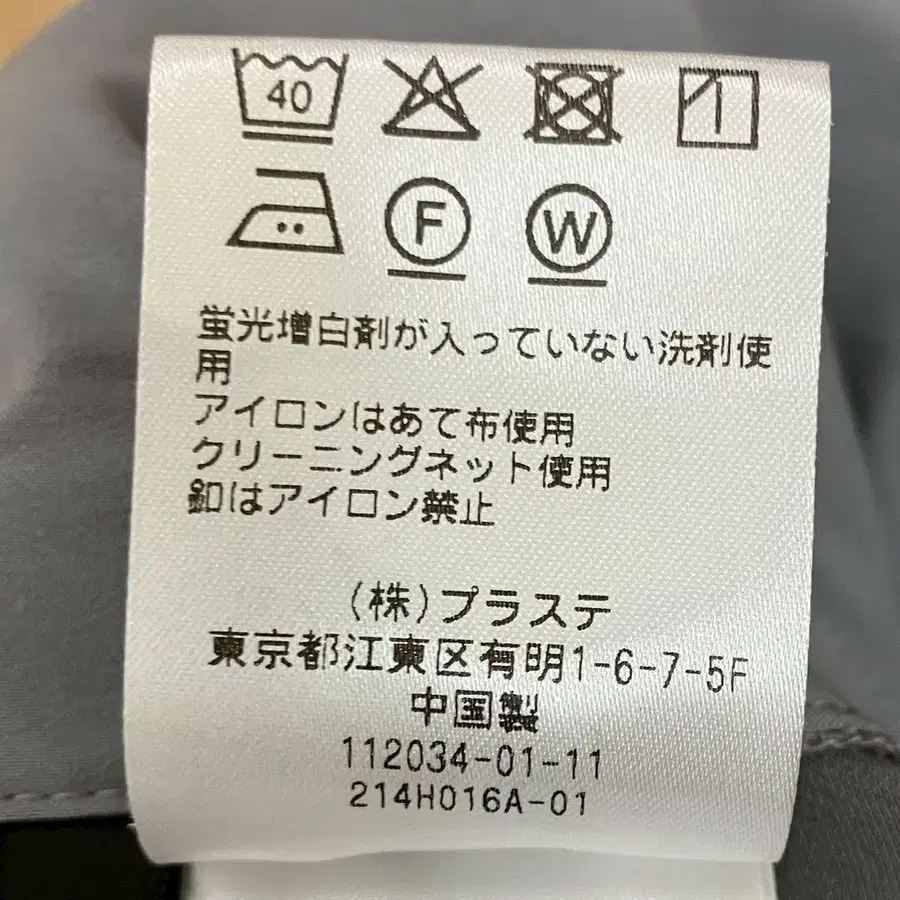 40
F W
蛍光増白剤が入っていない洗剤使
用
アイロンはあて布使用
クリーニングネット使用
釦はアイロン禁止
(株)プラステ
東京都江東区有明1-6-7-5F
中国製
112034-01-11
214H016A-01